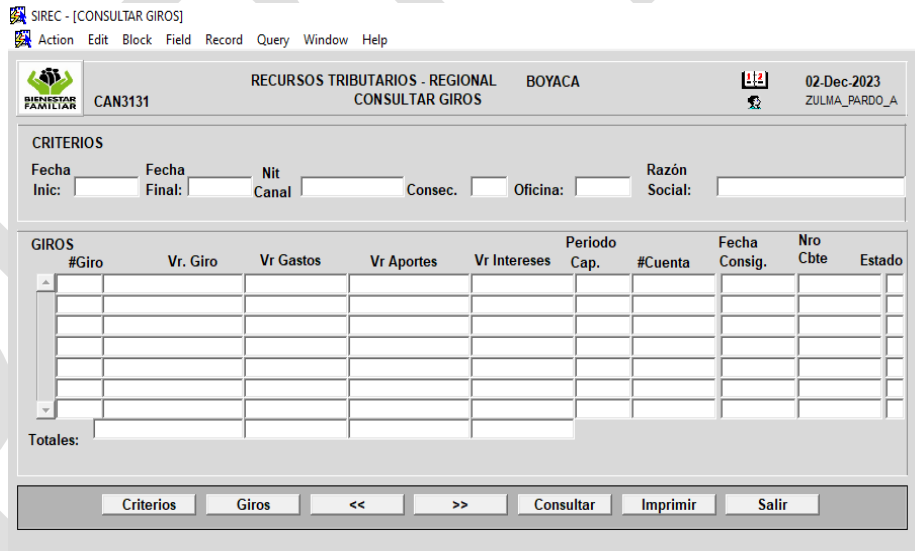 SIREC - [CONSULTAR GIROS]
Action Edit Block Field Record Query Window Help
BIENESTAR
FAMILIAR
CAN3131
RECURSOS TRIBUTARIOS - REGIONAL BOYACA
CONSULTAR GIROS
02-Dec-2023
ZULMA_PARDO_A
CRITERIOS
Fecha Inic:
Fecha Final:
Nit Canal
Consec.
Oficina:
Razón Social:
GIROS
#Giro
Vr. Giro
Vr Gastos
Vr Aportes
Vr Intereses
Periodo Cap.
#Cuenta
Fecha Consig.
Nro Cbte
Estado
Totales:
Criterios Giros << >> Consultar Imprimir Salir